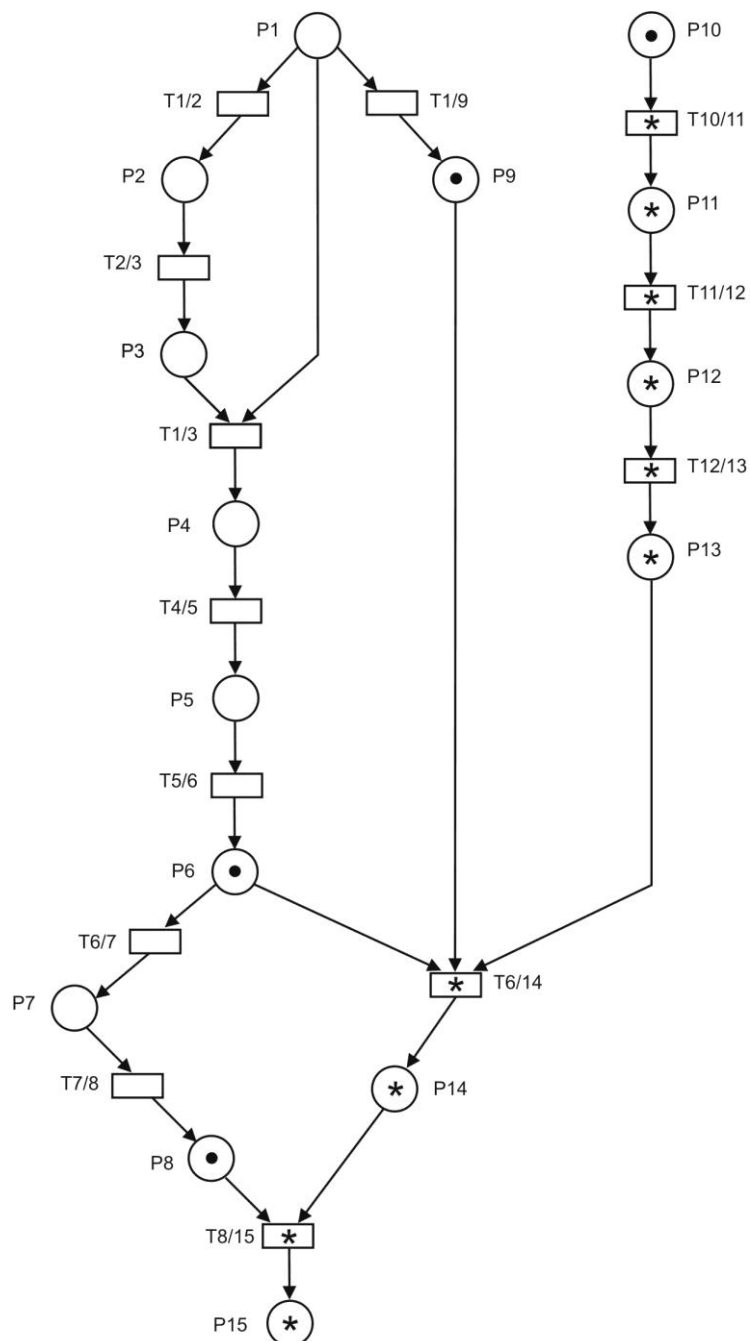 P1
P10
T1/2
T1/9
T10/11
*
P2
P9
P11
*
T2/3
T11/12
*
P3
P12
*
T1/3
T12/13
*
P4
P13
*
T4/5
P5
T5/6
P6
T6/7
T6/14
*
P7
T7/8
P14
*
P8
T8/15
*
P15
*